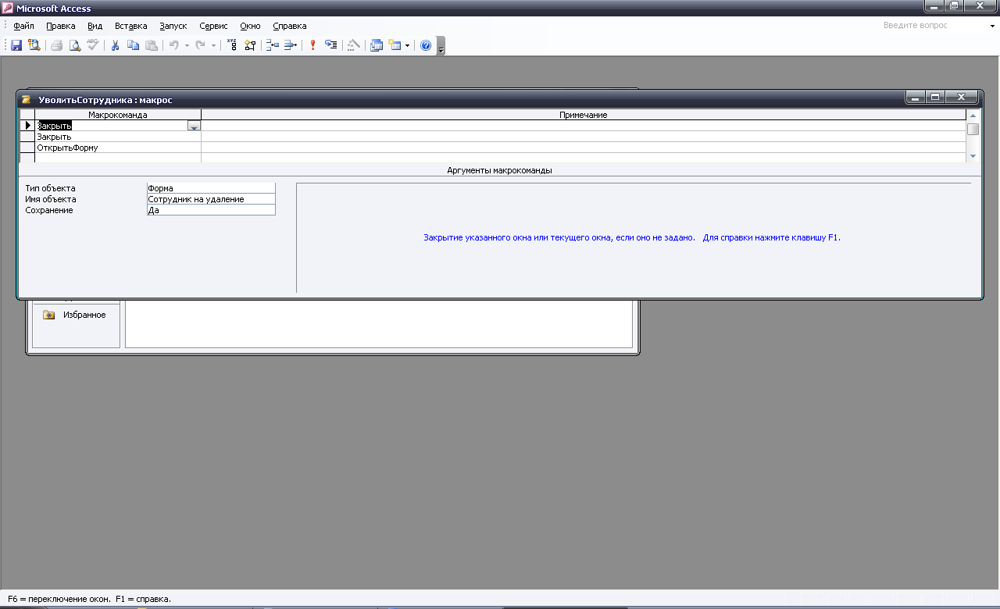 Microsoft Access
Файл Правка Вид Вставка Запуск Сервис Окно Справка Введите вопрос
УволитьСотрудника : макрос
Макрокоманда Примечание
Закрыть
Закрыть
ОткрытьФорму
Аргументы макрокоманды
Тип объекта Форма
Имя объекта Сотрудник на удаление
Сохранение Да
Закрытие указанного окна или текущего окна, если оно не задано. Для справки нажмите клавишу F1.
Избранное
F6 = переключение окон. F1 = справка.